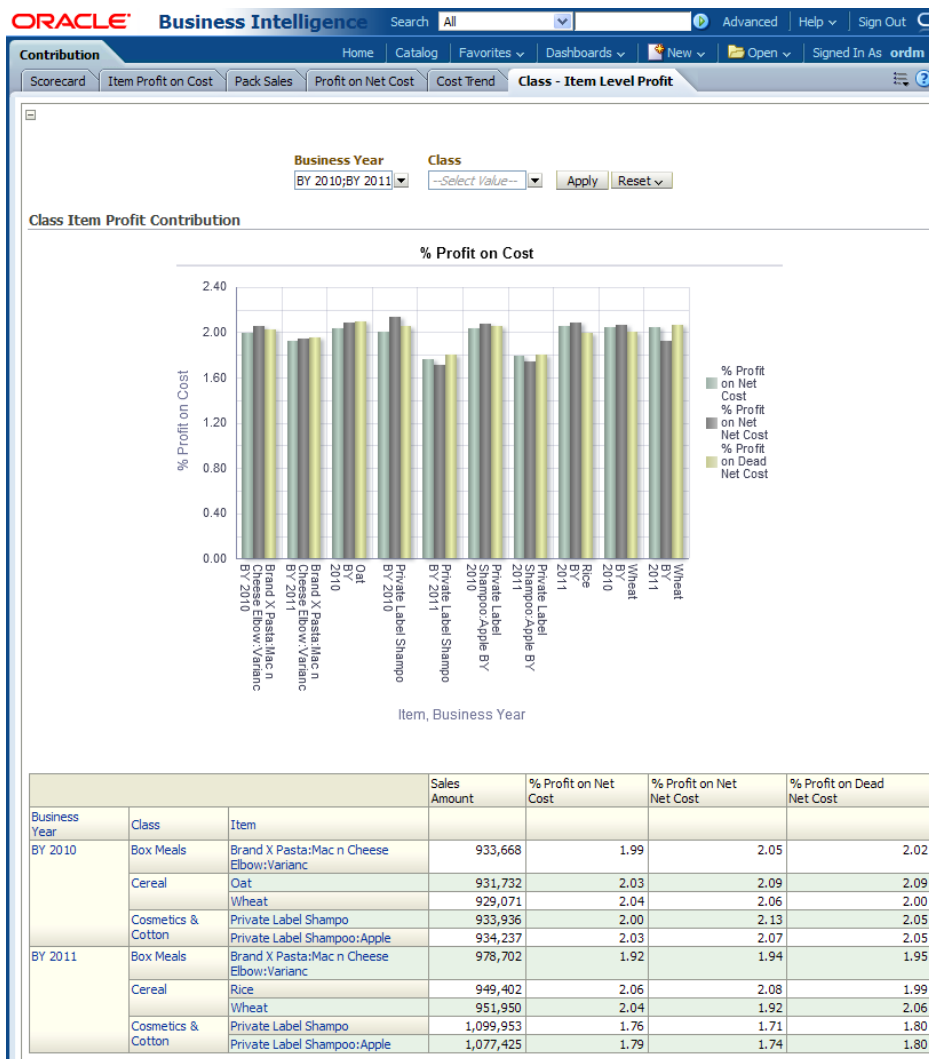 ORACLE Business Intelligence Search All Advanced Help Sign Out
Contribution Home Catalog Favorites Dashboards New Open Signed In As ordm
Scorecard Item Profit on Cost Pack Sales Profit on Net Cost Cost Trend Class - Item Level Profit
Business Year Class
BY 2010;BY 2011 --Select Value-- Apply Reset
Class Item Profit Contribution
% Profit on Cost
2.40
2.00
1.60
1.20
0.80
0.40
0.00
% Profit on Cost
% Profit
on Net
Cost
% Profit
on Net
Net Cost
% Profit
on Dead
Net Cost
Brand X Pasta:Mac n
Cheese Elbow:Varianc
BY 2010
Brand X Pasta:Mac n
Cheese Elbow:Varianc
BY 2011
Oat
BY
2010
Private Label Shampo
BY 2010
Private Label Shampo
BY 2011
Private Label
Shampoo:Apple BY
2010
Private Label
Shampoo:Apple BY
2011
Rice
BY
2011
Wheat
BY
2010
Wheat
BY
2011
Item, Business Year
Sales Amount % Profit on Net Cost % Profit on Net Net Cost % Profit on Dead Net Cost
Business Year Class Item
BY 2010 Box Meals Brand X Pasta:Mac n Cheese Elbow:Varianc 933,668 1.99 2.05 2.02
Cereal Oat 931,732 2.03 2.09 2.09
Wheat 929,071 2.04 2.06 2.00
Cosmetics & Cotton Private Label Shampo 933,936 2.00 2.13 2.05
Private Label Shampoo:Apple 934,237 2.03 2.07 2.05
BY 2011 Box Meals Brand X Pasta:Mac n Cheese Elbow:Varianc 978,702 1.92 1.94 1.95
Cereal Rice 949,402 2.06 2.08 1.99
Wheat 951,950 2.04 1.92 2.06
Cosmetics & Cotton Private Label Shampo 1,099,953 1.76 1.71 1.80
Private Label Shampoo:Apple 1,077,425 1.79 1.74 1.80